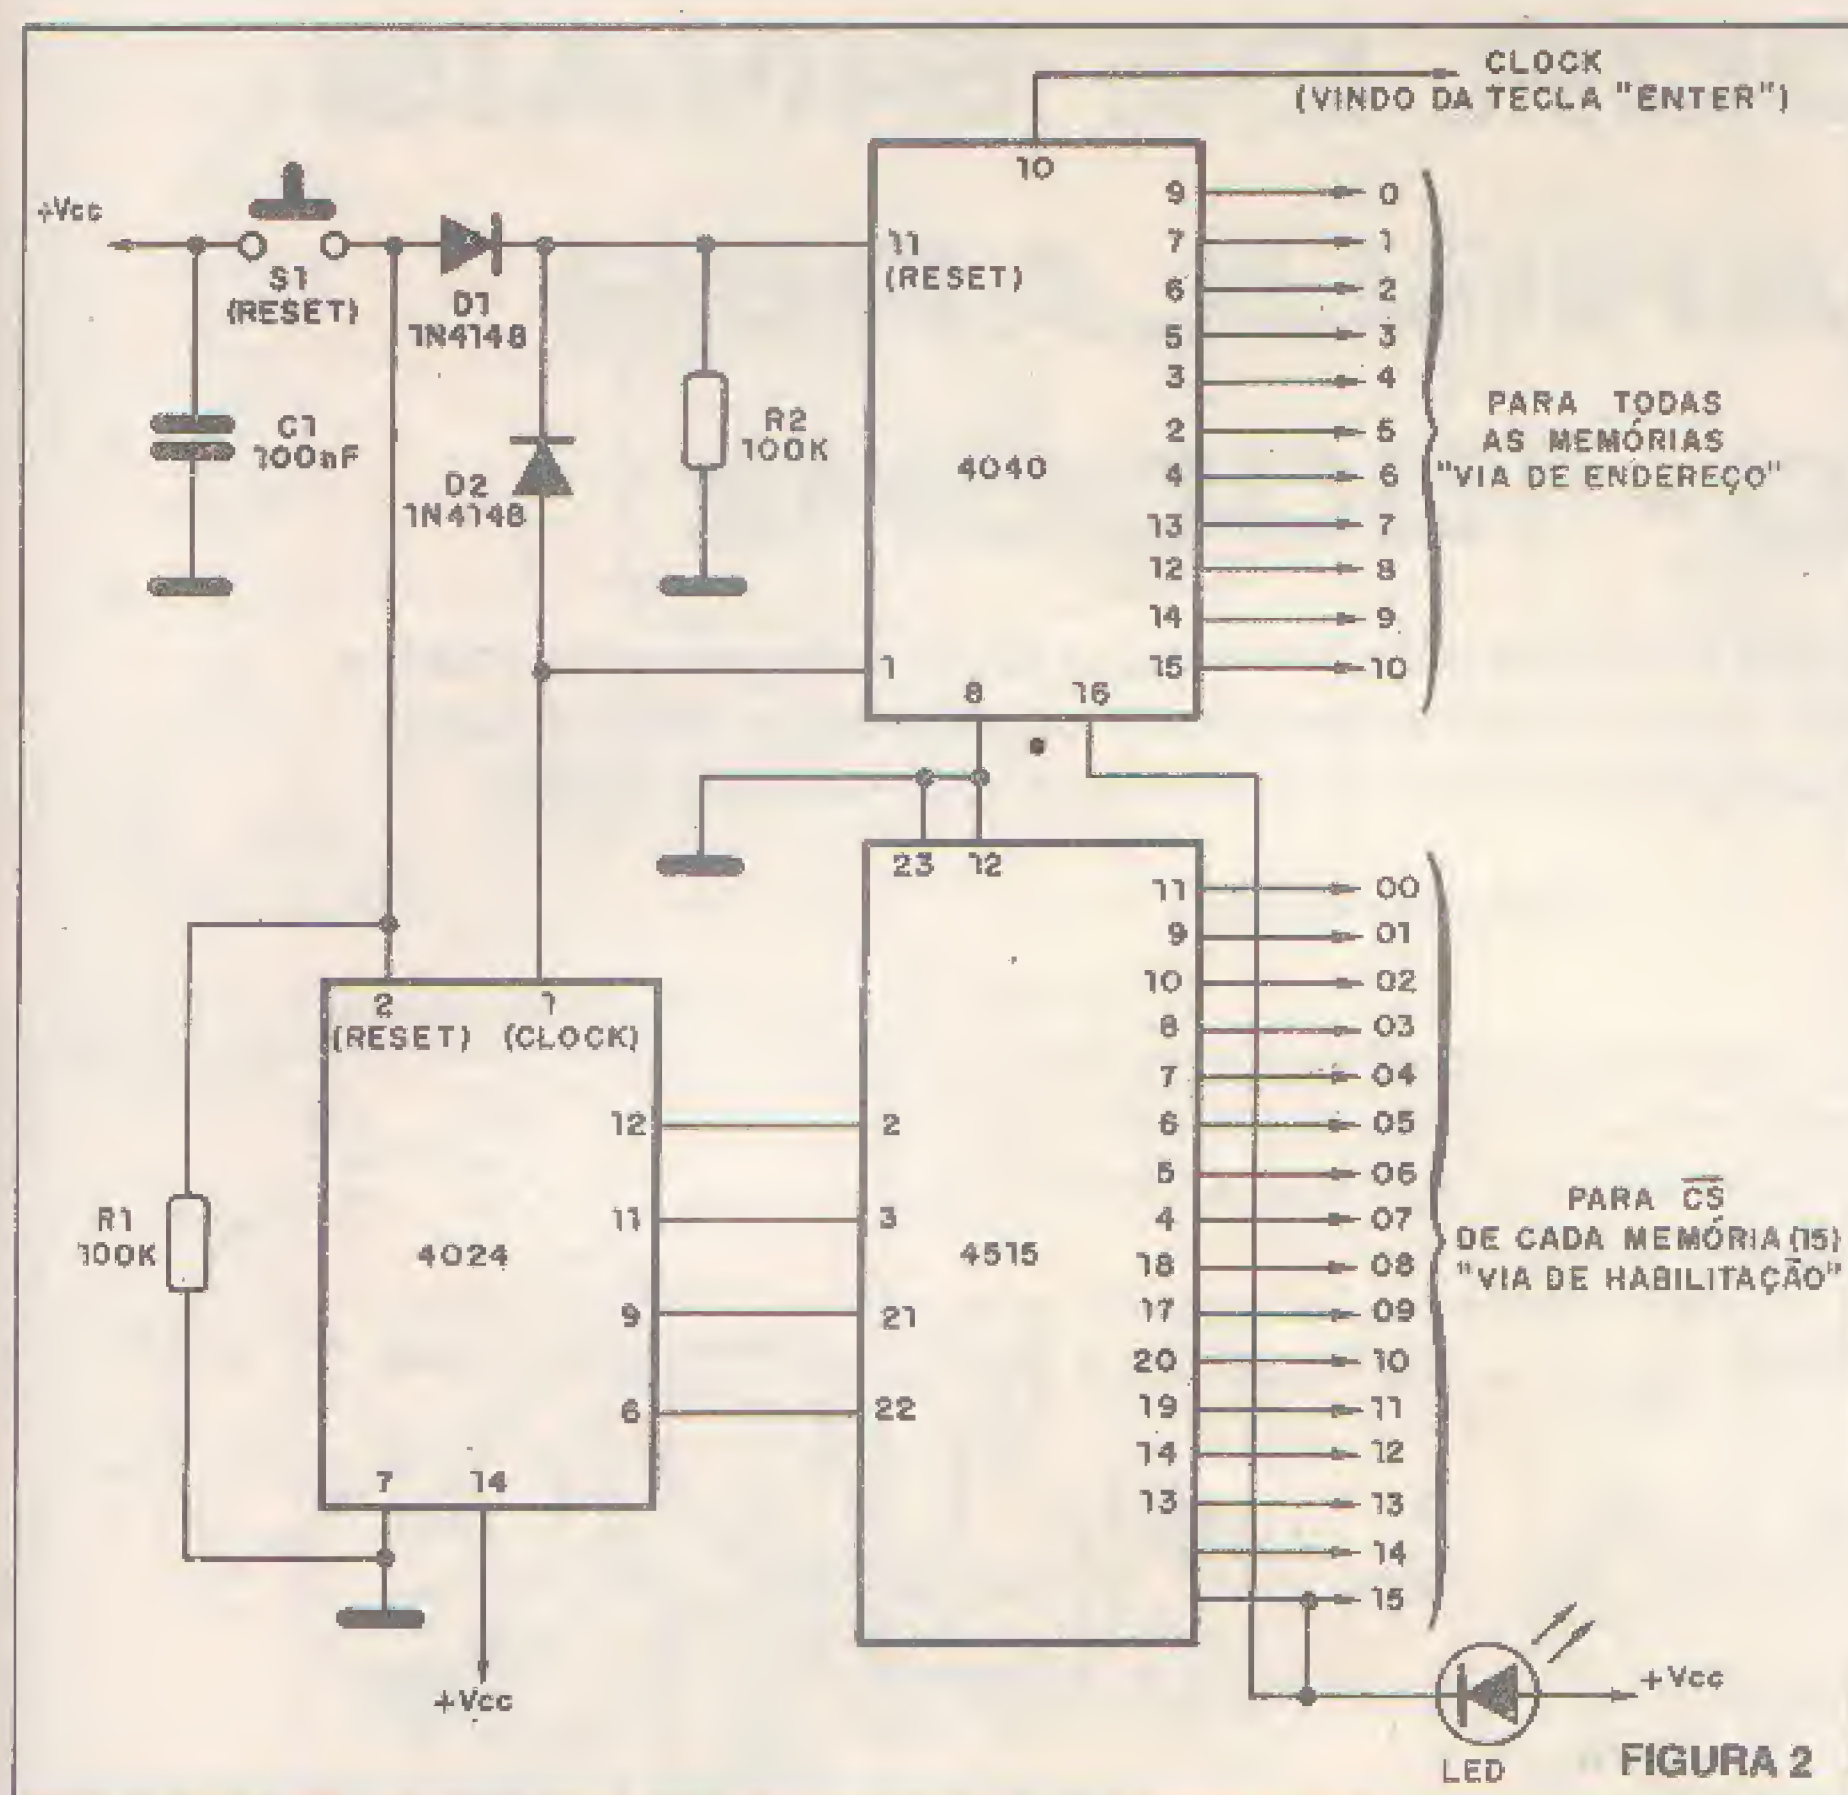 CLOCK
(VINDO DA TECLA "ENTER")
+Vcc
S1
(RESET)
D1
1N4148
C1
100nF
D2
1N4148
R2
100K
10
11
(RESET)
4040
1
8
16
9
7
6
5
3
2
4
13
12
14
15
0
1
2
3
4
5
6
7
8
9
10
PARA TODAS
AS MEMÓRIAS
"VIA DE ENDEREÇO"
R1
100K
2
1
(RESET) (CLOCK)
4024
12
11
9
6
7
14
+Vcc
23
12
2
3
21
22
4515
11
9
10
8
7
6
5
4
18
17
20
19
14
13
00
01
02
03
04
05
06
07
08
09
10
11
12
13
14
15
PARA C̅S̅
DE CADA MEMÓRIA (15)
"VIA DE HABILITAÇÃO"
+Vcc
LED
FIGURA 2